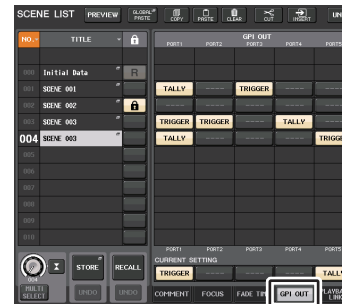 SCENE LIST PREVIEW GLOBAL PASTE COPY PASTE CLEAR CUT INSERT UN
NO. TITLE GPI OUT
PORT1 PORT2 PORT3 PORT4 PORT5
000 Initial Data R
001 SCENE 001 TALLY ---- TRIGGER ---- ----
002 SCENE 002 ---- ---- ---- ---- ----
003 SCENE 003 TRIGGER TRIGGER ---- TALLY ----
004 SCENE 003 TALLY ---- ---- ---- TRIGGE
005
006
007
008
009
010
PORT1 PORT2 PORT3 PORT4 PORT5
CURRENT SETTING
004 STORE RECALL TRIGGER ---- ---- ---- TALL
MULTI SELECT UNDO UNDO COMMENT FOCUS FADE TIM GPI OUT PLAYBA LINK